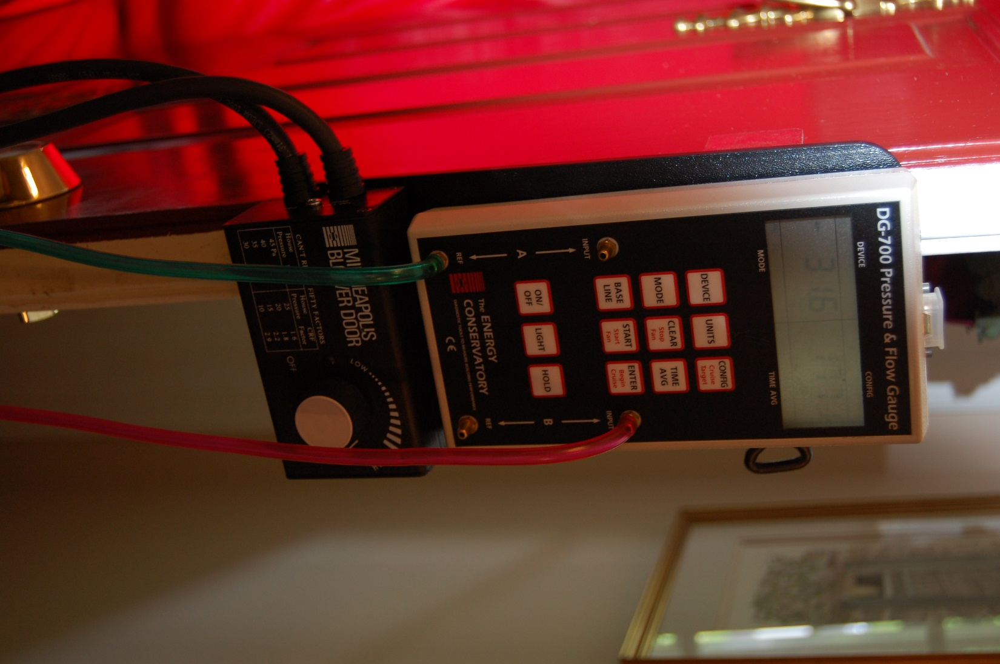 DG-700 Pressure & Flow Gauge
DEVICE
CONFIG
MODE
TIME AVG
DEVICE
UNITS
CONFIG
Cruise
Target
MODE
CLEAR
Stop
Fan
TIME
AVG
BASE
LINE
START
Start
Fan
ENTER
Begin
Cruise
INPUT
A
REF
ON/
OFF
LIGHT
HOLD
INPUT
B
REF
The ENERGY
CONSERVATORY
CE
BLOWER DOOR
LOW
OFF
CAN'T
FIFTY FACTORS
House
Pressure
House
Pressure
CRF
Factor
45 Pa
40
35
30
25
20
15
10
1.6
1.8
2.2
2.9